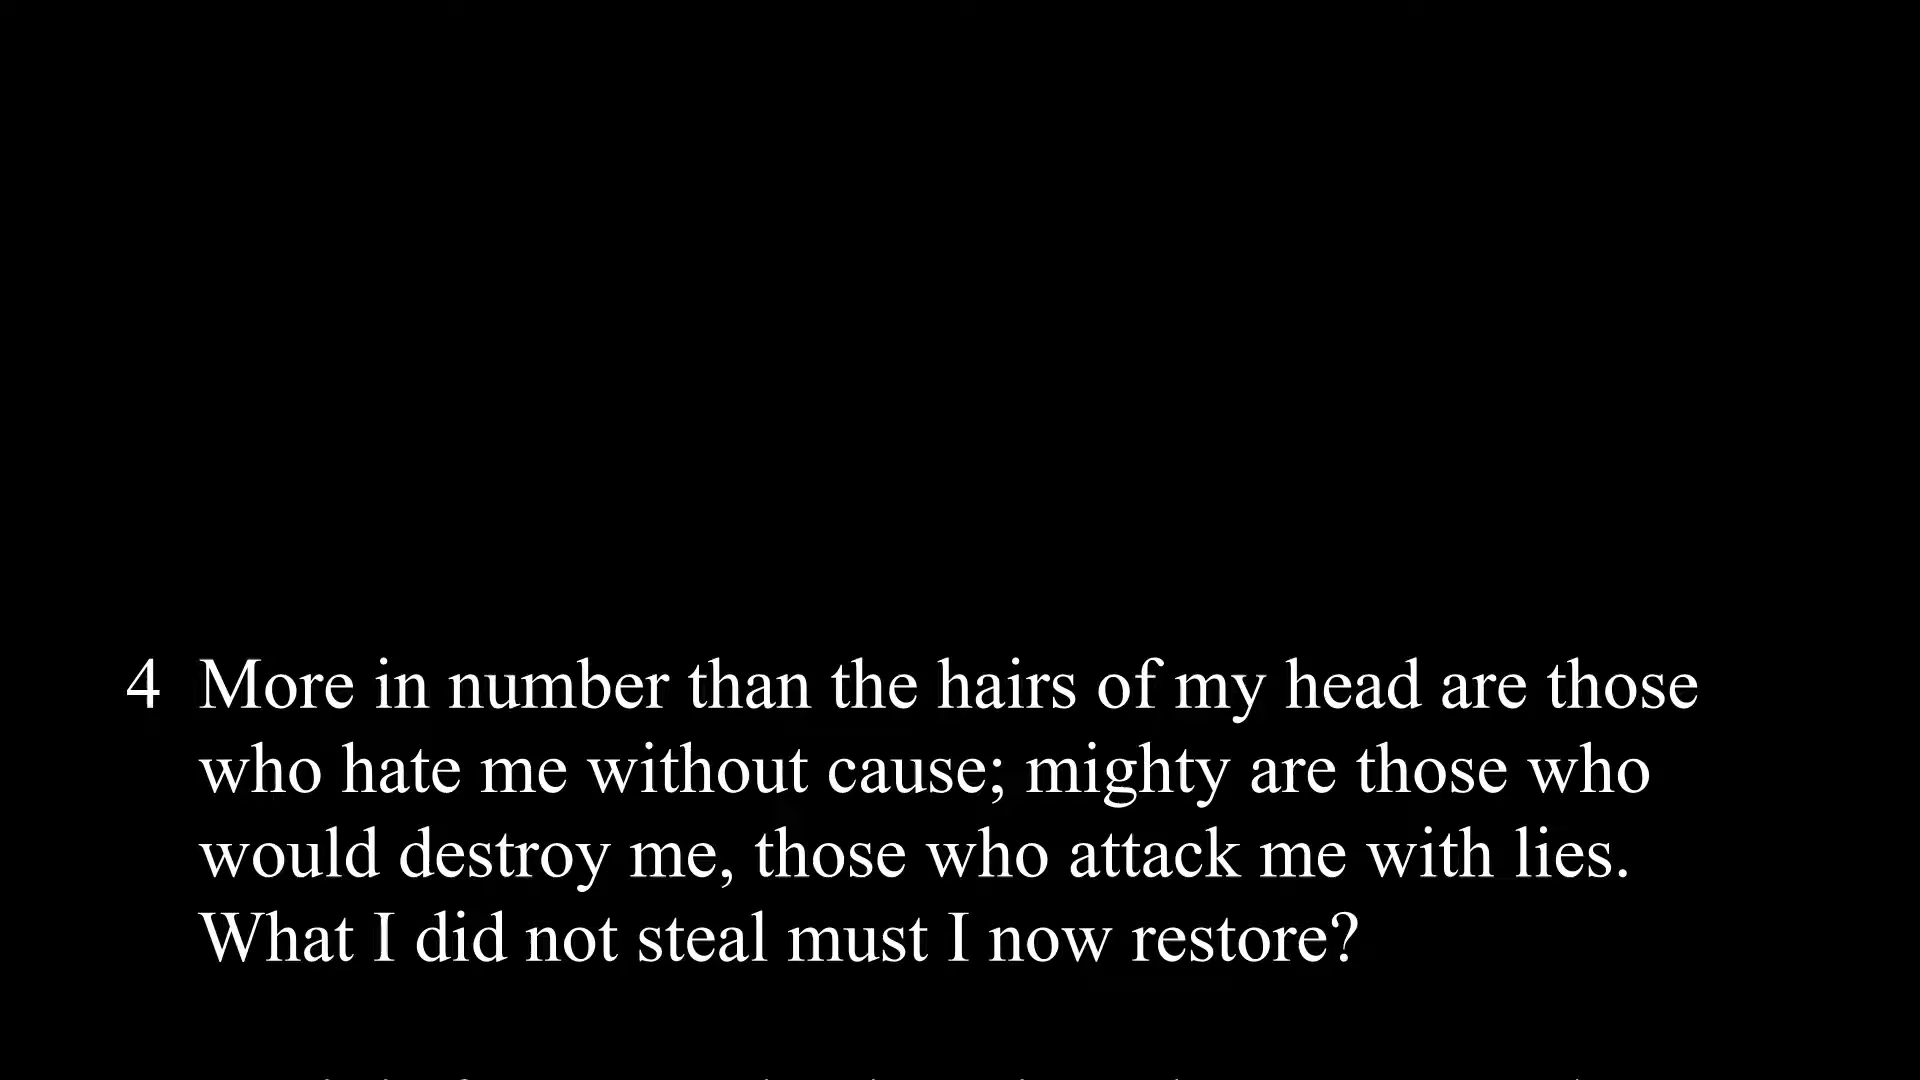 4 More in number than the hairs of my head are those
who hate me without cause; mighty are those who
would destroy me, those who attack me with lies.
What I did not steal must I now restore?